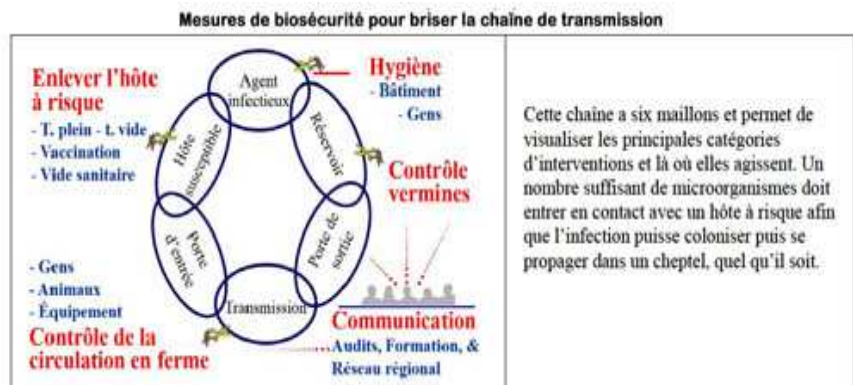 Mesures de biosécurité pour briser la chaîne de transmission
Enlever l'hôte
à risque
- T. plein - t. vide
- Vaccination
- Vide sanitaire
Agent
infectieux
Hygiène
- Bâtiment
- Gens
Réservoir
Hôte
susceptible
Contrôle
vermines
Porte
d'entrée
Porte de
sortie
Transmission
- Gens
- Animaux
- Équipement
Contrôle de la
circulation en ferme
Communication
Audits, Formation, &
Réseau régional
Cette chaîne a six maillons et permet de
visualiser les principales catégories
d'interventions et là où elles agissent. Un
nombre suffisant de microorganismes doit
entrer en contact avec un hôte à risque afin
que l'infection puisse coloniser puis se
propager dans un cheptel, quel qu'il soit.